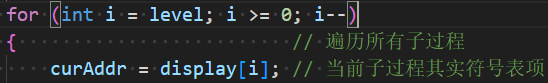 for (int i = level; i >= 0; i--)
{ // 遍历所有子过程
curAddr = display[i]; // 当前子过程其实符号表项